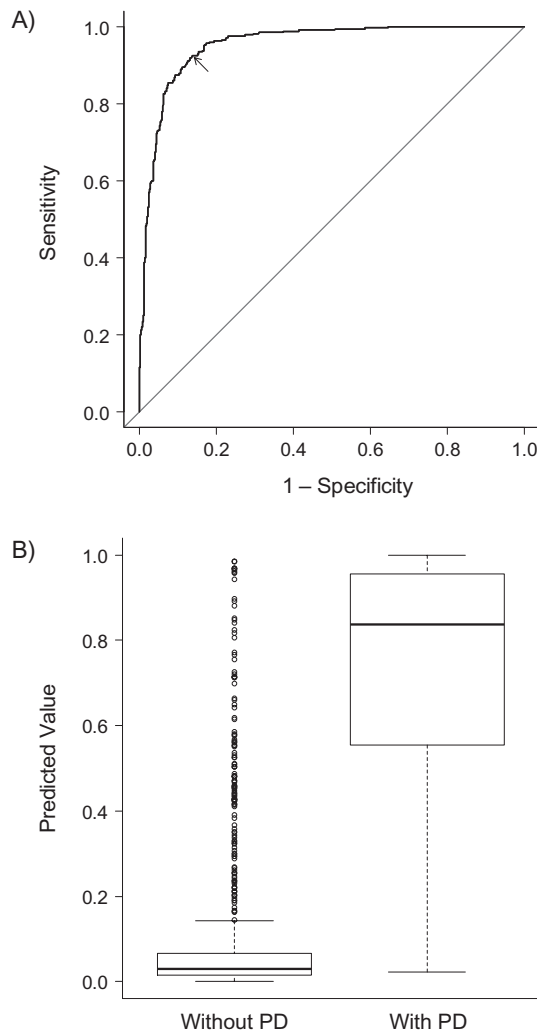 A)
1.0
0.8
0.6
0.4
0.2
0.0
Sensitivity
0.0 0.2 0.4 0.6 0.8 1.0
1 – Specificity
B)
1.0
0.8
0.6
0.4
0.2
0.0
Predicted Value
Without PD With PD